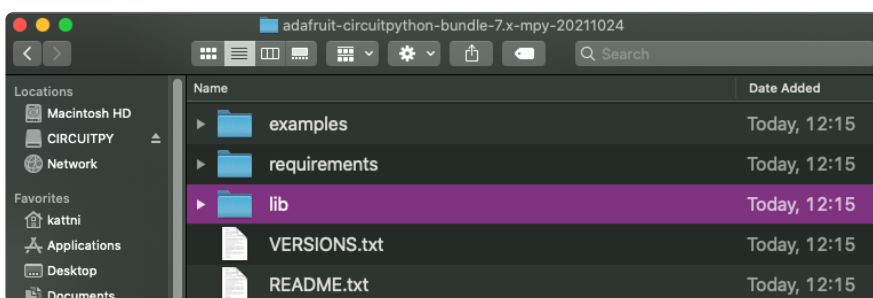 adafruit-circuitpython-bundle-7.x-mpy-20211024
Search
Locations
Macintosh HD
CIRCUITPY
Network
Favorites
kattni
Applications
Desktop
Documents
Name Date Added
examples Today, 12:15
requirements Today, 12:15
lib Today, 12:15
VERSIONS.txt Today, 12:15
README.txt Today, 12:15